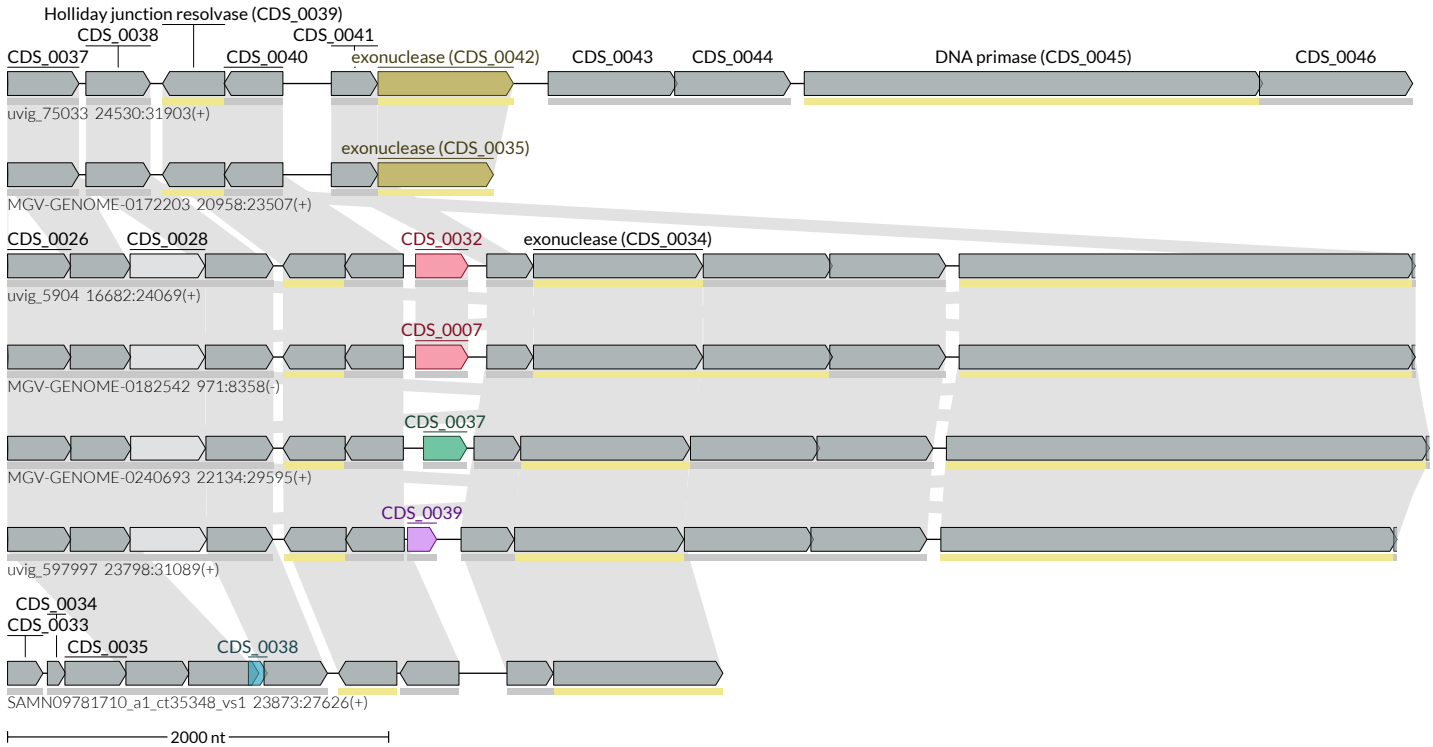 Holliday junction resolvase (CDS_0039)
CDS_0038 CDS_0041
CDS_0037 CDS_0040 exonuclease (CDS_0042) CDS_0043 CDS_0044 DNA primase (CDS_0045) CDS_0046
uvig_75033 24530:31903(+)
exonuclease (CDS_0035)
MGV-GENOME-0172203 20958:23507(+)
CDS_0026 CDS_0028 CDS_0032 exonuclease (CDS_0034)
uvig_5904 16682:24069(+)
CDS_0007
MGV-GENOME-0182542 971:8358(-)
CDS_0037
MGV-GENOME-0240693 22134:29595(+)
CDS_0039
uvig_597997 23798:31089(+)
CDS_0034
CDS_0033
CDS_0035 CDS_0038
SAMN09781710_a1_ct35348_vs1 23873:27626(+)
2000 nt